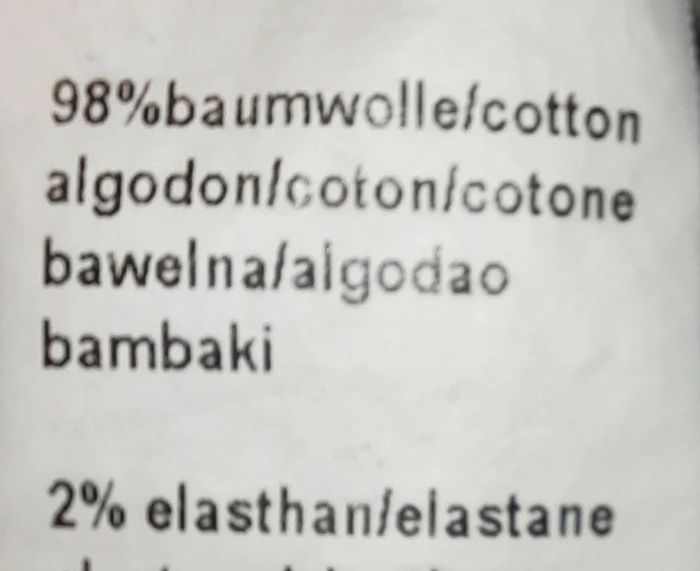 98%baumwolle/cotton
algodon/coton/cotone
bawelna/algodao
bambaki
2% elasthan/elastane